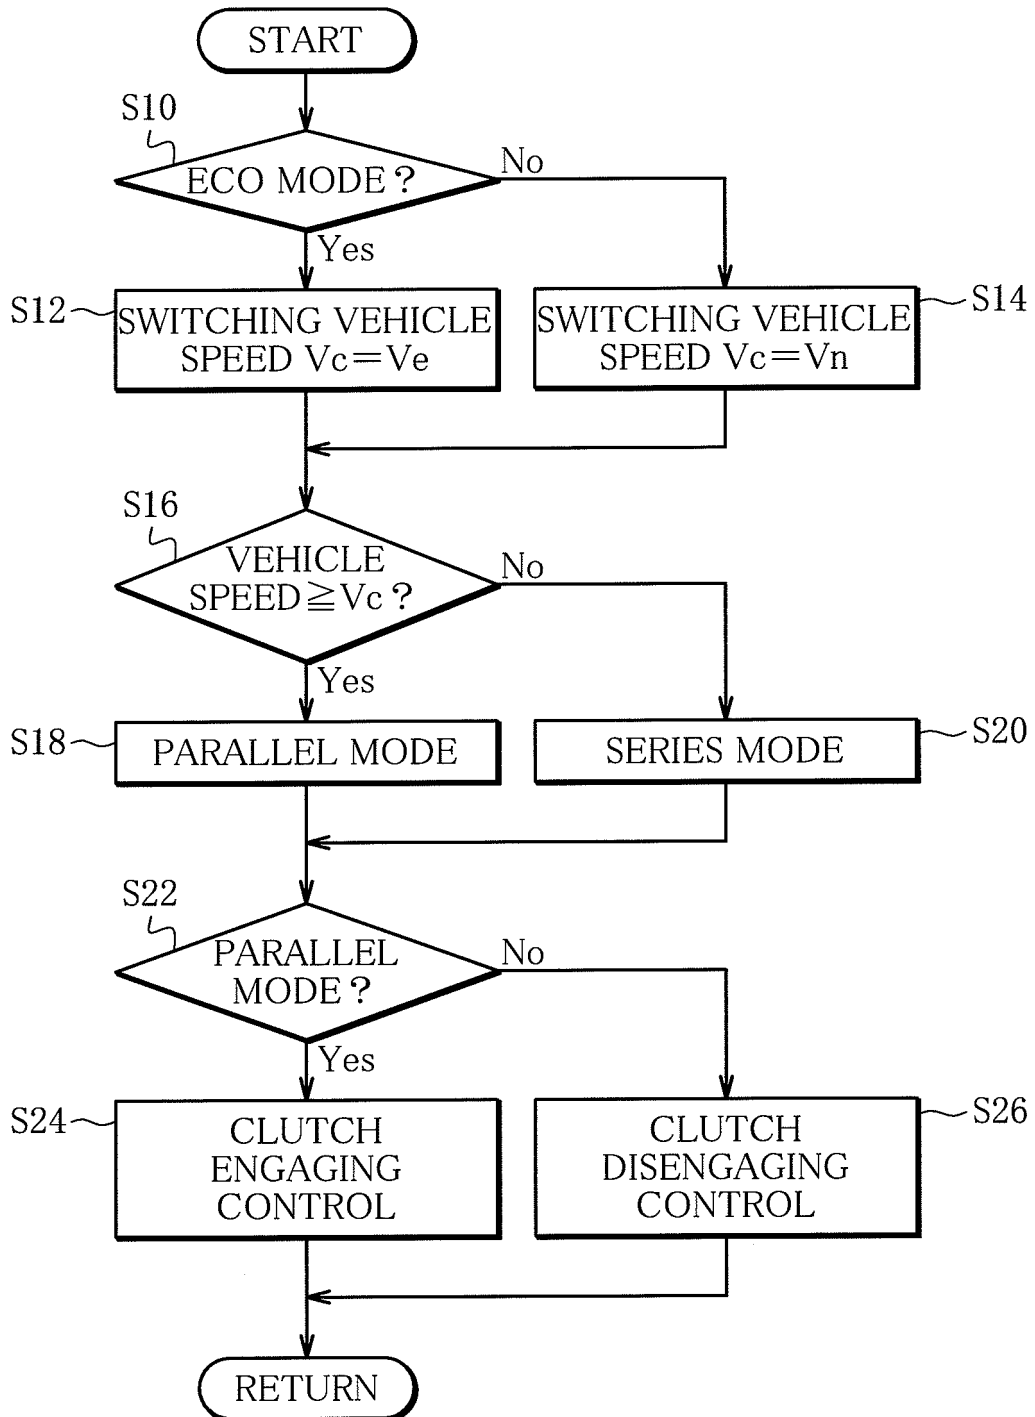 START
S10
ECO MODE?
No
Yes
S12
SWITCHING VEHICLE
SPEED Vc=Ve
SWITCHING VEHICLE
SPEED Vc=Vn
S14
S16
VEHICLE
SPEED≧Vc?
No
Yes
S18
PARALLEL MODE
SERIES MODE
S20
S22
PARALLEL
MODE?
No
Yes
S24
CLUTCH
ENGAGING
CONTROL
CLUTCH
DISENGAGING
CONTROL
S26
RETURN